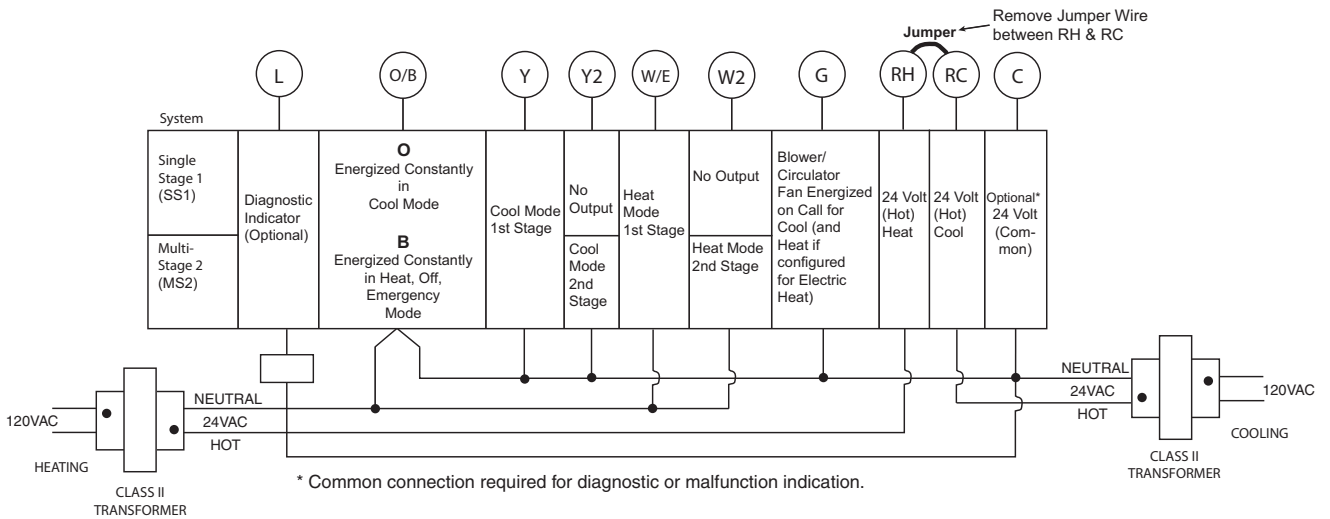 Remove Jumper Wire
between RH & RC
Jumper
L
O/B
Y
Y2
W/E
W2
G
RH
RC
C
System
Single
Stage 1
(SS1)
Multi-
Stage 2
(MS2)
Diagnostic
Indicator
(Optional)
O
Energized Constantly
in
Cool Mode
B
Energized Constantly
in Heat, Off,
Emergency
Mode
Cool Mode
1st Stage
No
Output
Cool
Mode
2nd
Stage
Heat
Mode
1st Stage
No Output
Heat Mode
2nd Stage
Blower/
Circulator
Fan Energized
on Call for
Cool (and
Heat if
configured
for Electric
Heat)
24 Volt
(Hot)
Heat
24 Volt
(Hot)
Cool
Optional*
24 Volt
(Com-
mon)
120VAC
HEATING
CLASS II
TRANSFORMER
NEUTRAL
24VAC
HOT
NEUTRAL
24VAC
HOT
120VAC
COOLING
CLASS II
TRANSFORMER
* Common connection required for diagnostic or malfunction indication.